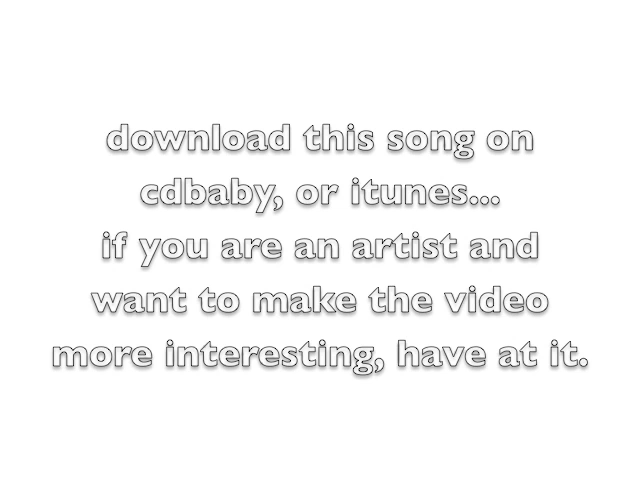 download this song on
cdbaby, or itunes...
if you are an artist and
want to make the video
more interesting, have at it.